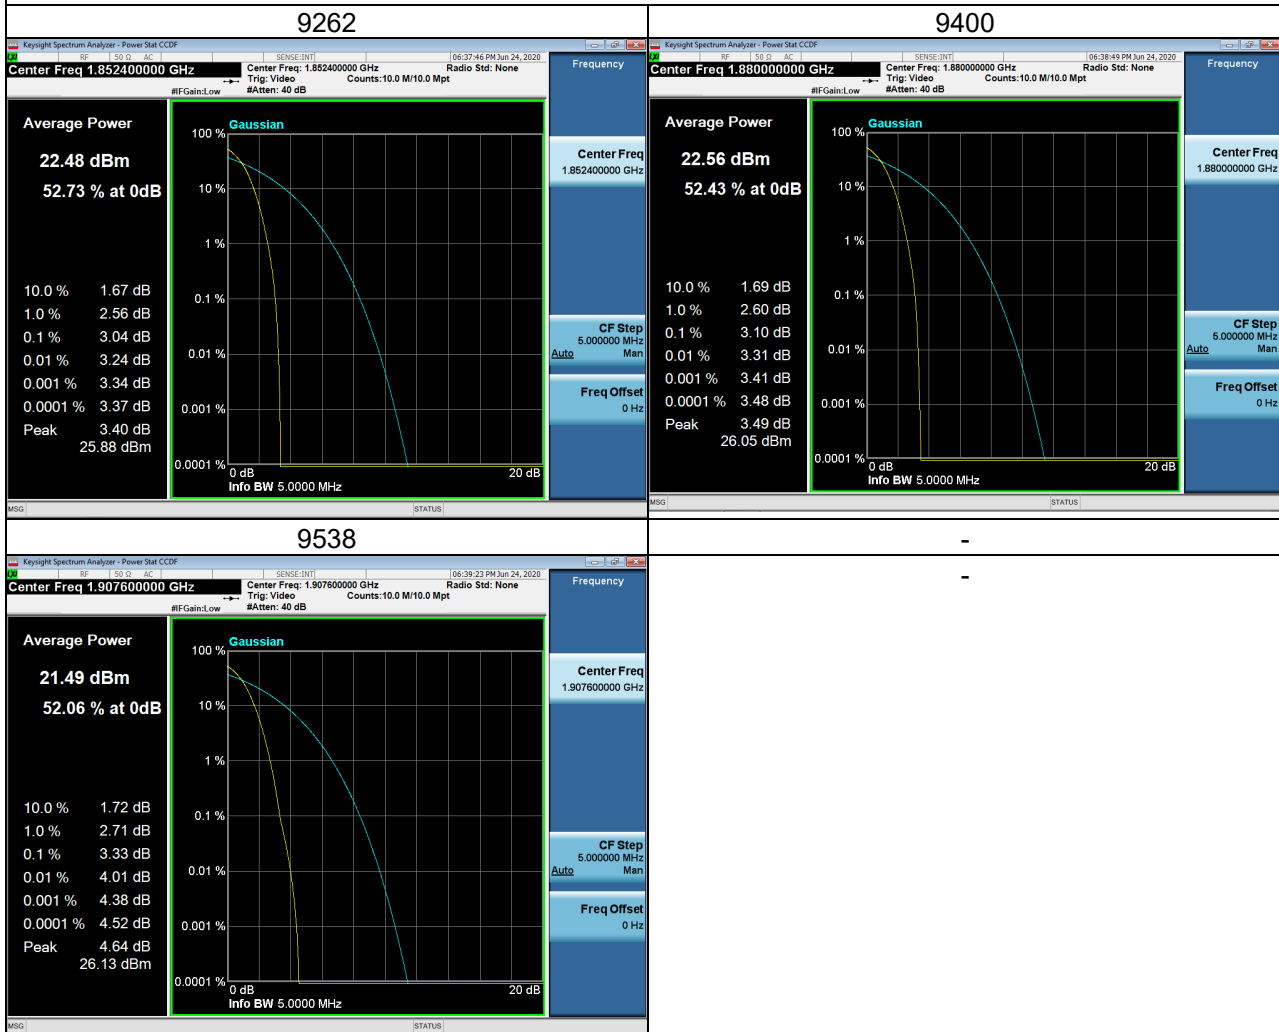 9262
9400
Keysight Spectrum Analyzer - Power Stat CCDF
RF 50 Ω AC SENSE:INT 06:37:46 PM Jun 24, 2020
Center Freq 1.852400000 GHz
Center Freq: 1.852400000 GHz Radio Std: None
Trig: Video Counts:10.0 M/10.0 Mpt
#IFGain:Low #Atten: 40 dB
Frequency
Average Power
22.48 dBm
52.73 % at 0dB
10.0 % 1.67 dB
1.0 % 2.56 dB
0.1 % 3.04 dB
0.01 % 3.24 dB
0.001 % 3.34 dB
0.0001 % 3.37 dB
Peak 3.40 dB
25.88 dBm
Gaussian
100 %
10 %
1 %
0.1 %
0.01 %
0.001 %
0.0001 %
0 dB 20 dB
Info BW 5.0000 MHz
Center Freq
1.852400000 GHz
CF Step
5.000000 MHz
Auto Man
Freq Offset
0 Hz
MSG STATUS
Keysight Spectrum Analyzer - Power Stat CCDF
RF 50 Ω AC SENSE:INT 06:38:49 PM Jun 24, 2020
Center Freq 1.880000000 GHz
Center Freq: 1.880000000 GHz Radio Std: None
Trig: Video Counts:10.0 M/10.0 Mpt
#IFGain:Low #Atten: 40 dB
Frequency
Average Power
22.56 dBm
52.43 % at 0dB
10.0 % 1.69 dB
1.0 % 2.60 dB
0.1 % 3.10 dB
0.01 % 3.31 dB
0.001 % 3.41 dB
0.0001 % 3.48 dB
Peak 3.49 dB
26.05 dBm
Gaussian
100 %
10 %
1 %
0.1 %
0.01 %
0.001 %
0.0001 %
0 dB 20 dB
Info BW 5.0000 MHz
Center Freq
1.880000000 GHz
CF Step
5.000000 MHz
Auto Man
Freq Offset
0 Hz
MSG STATUS
9538
-
Keysight Spectrum Analyzer - Power Stat CCDF
RF 50 Ω AC SENSE:INT 06:39:23 PM Jun 24, 2020
Center Freq 1.907600000 GHz
Center Freq: 1.907600000 GHz Radio Std: None
Trig: Video Counts:10.0 M/10.0 Mpt
#IFGain:Low #Atten: 40 dB
Frequency
Average Power
21.49 dBm
52.06 % at 0dB
10.0 % 1.72 dB
1.0 % 2.71 dB
0.1 % 3.33 dB
0.01 % 4.01 dB
0.001 % 4.38 dB
0.0001 % 4.52 dB
Peak 4.64 dB
26.13 dBm
Gaussian
100 %
10 %
1 %
0.1 %
0.01 %
0.001 %
0.0001 %
0 dB 20 dB
Info BW 5.0000 MHz
Center Freq
1.907600000 GHz
CF Step
5.000000 MHz
Auto Man
Freq Offset
0 Hz
MSG STATUS
-